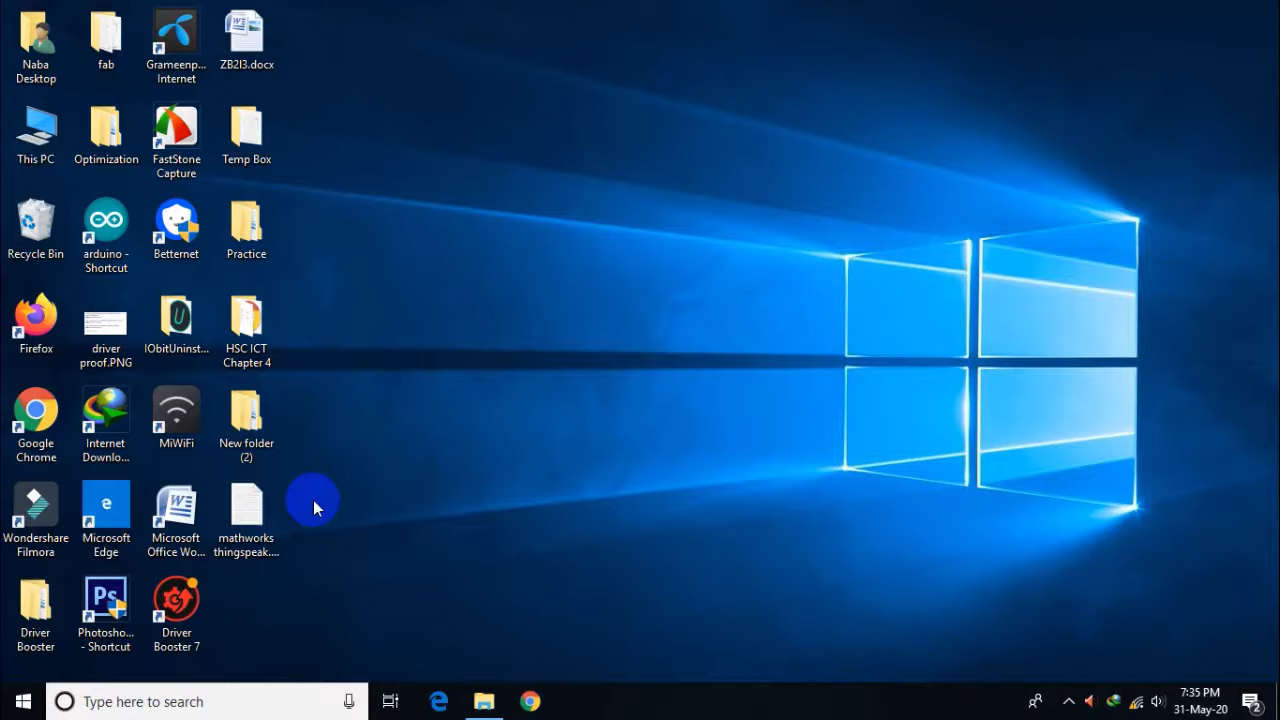 Naba
Desktop
fab
Grameenp...
Internet
ZB2I3.docx
This PC
Optimization
FastStone
Capture
Temp Box
Recycle Bin
arduino -
Shortcut
Betternet
Practice
Firefox
driver
proof.PNG
IObitUninst...
HSC ICT
Chapter 4
Google
Chrome
Internet
Downlo...
MiWiFi
New folder
(2)
Wondershare
Filmora
Microsoft
Edge
Microsoft
Office Wo...
mathworks
thingspeak....
Driver
Booster
Ps
Photosho...
- Shortcut
Driver
Booster 7
Type here to search
7:35 PM
31-May-20
2